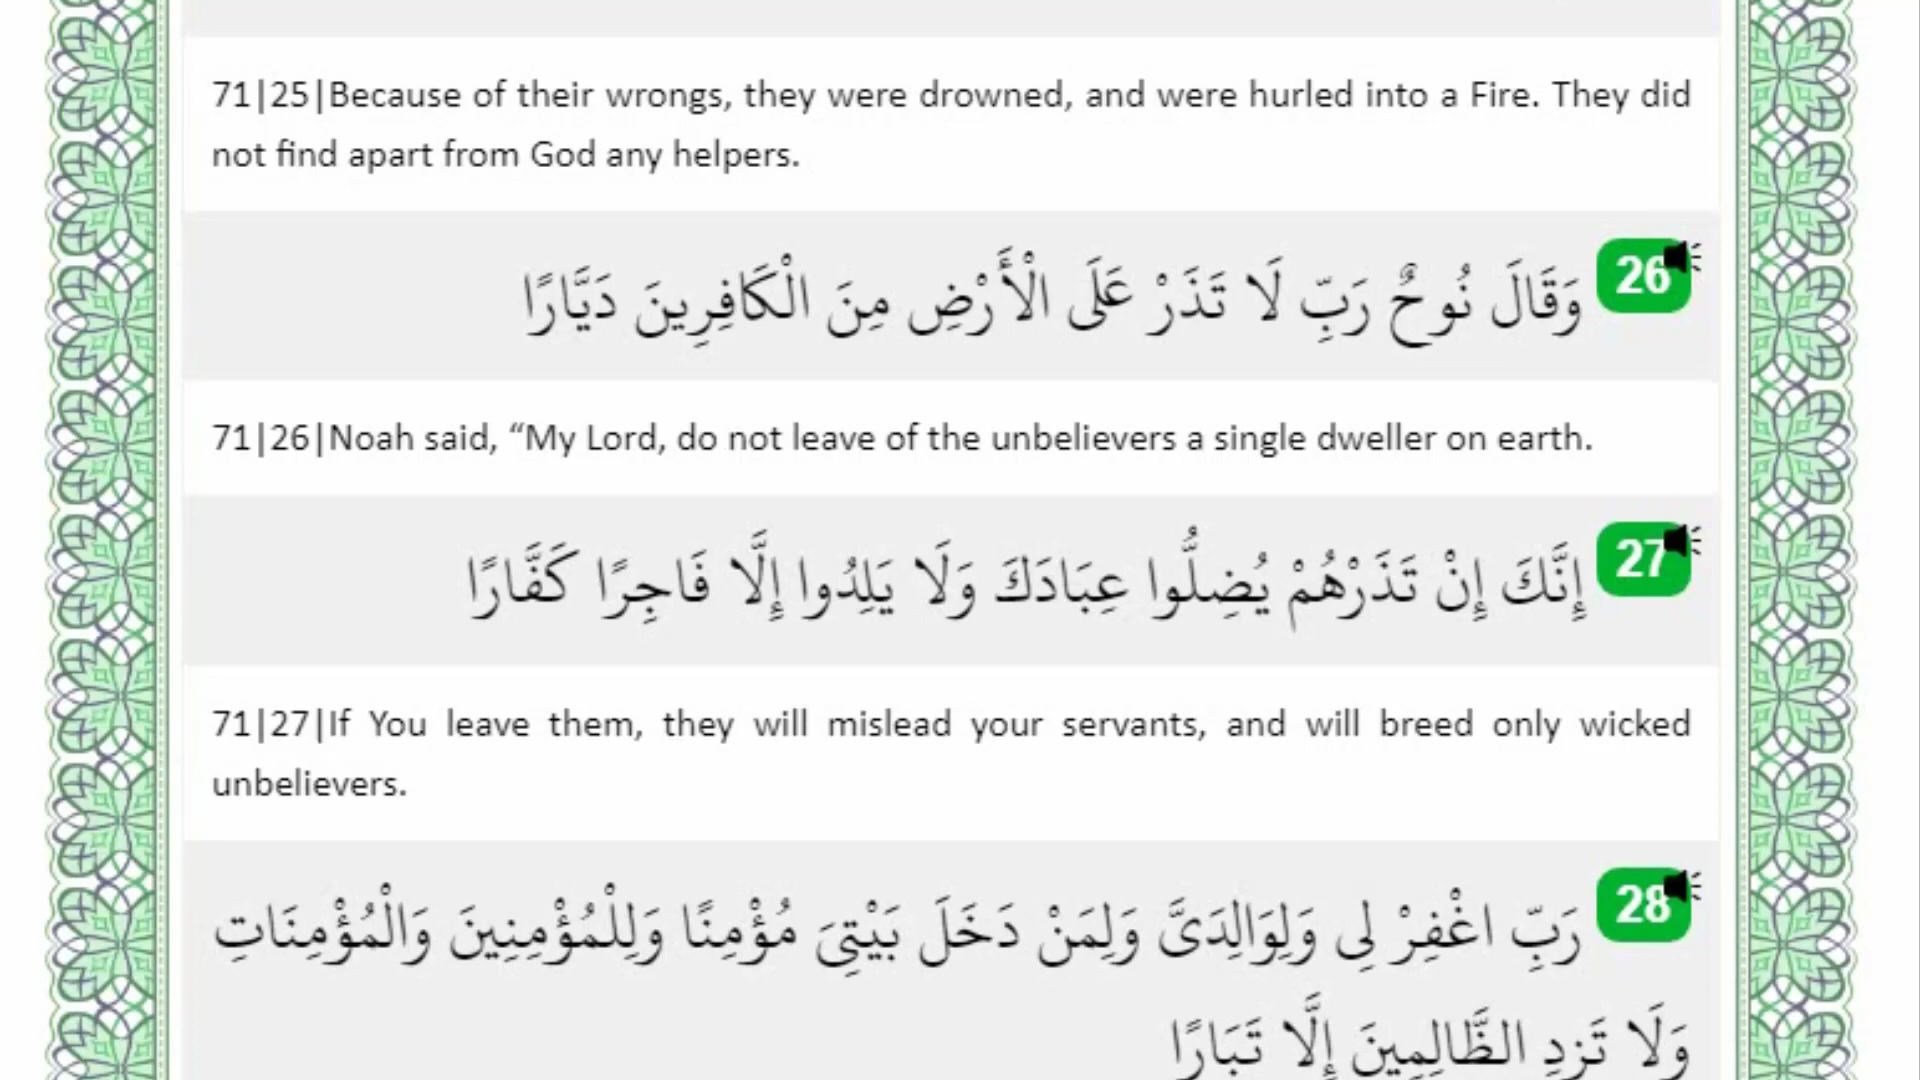 71|25|Because of their wrongs, they were drowned, and were hurled into a Fire. They did
not find apart from God any helpers.
26 وَقَالَ نُوحٌ رَبِّ لَا تَذَرْ عَلَى الْأَرْضِ مِنَ الْكَافِرِينَ دَيَّارًا
71|26|Noah said, “My Lord, do not leave of the unbelievers a single dweller on earth.
27 إِنَّكَ إِنْ تَذَرْهُمْ يُضِلُّوا عِبَادَكَ وَلَا يَلِدُوا إِلَّا فَاجِرًا كَفَّارًا
71|27|If You leave them, they will mislead your servants, and will breed only wicked
unbelievers.
28 رَبِّ اغْفِرْ لِى وَلِوَالِدَىَّ وَلِمَنْ دَخَلَ بَيْتِىَ مُؤْمِنًا وَلِلْمُؤْمِنِينَ وَالْمُؤْمِنَاتِ
وَلَا تَزِدِ الظَّالِمِينَ إِلَّا تَبَارًا